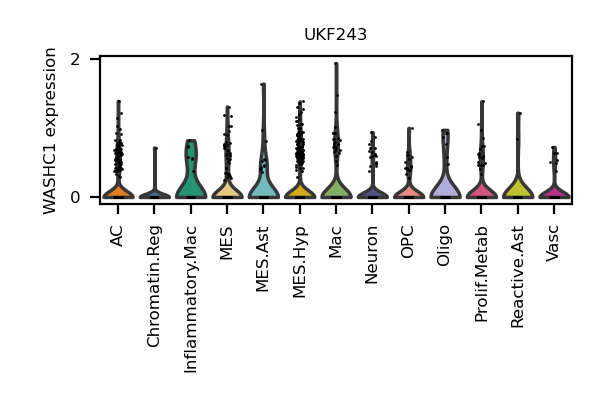 UKF243
WASHC1 expression
2
0
AC
Chromatin.Reg
Inflammatory.Mac
MES
MES.Ast
MES.Hyp
Mac
Neuron
OPC
Oligo
Prolif.Metab
Reactive.Ast
Vasc